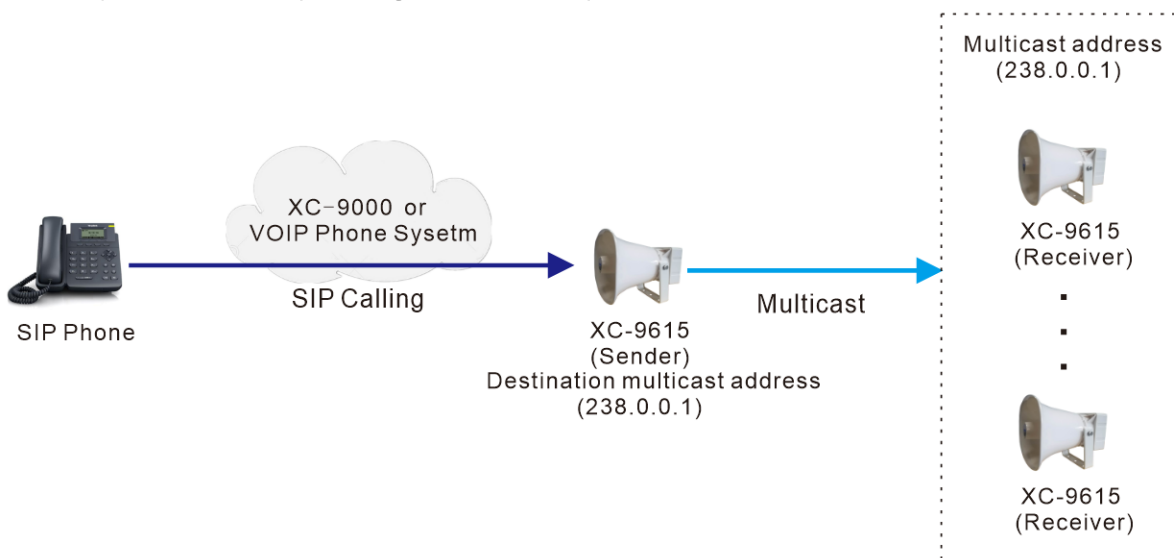 SIP Phone
XC-9000 or
VOIP Phone Sysetm
SIP Calling
XC-9615
(Sender)
Destination multicast address
(238.0.0.1)
Multicast
Multicast address
(238.0.0.1)
XC-9615
(Receiver)
XC-9615
(Receiver)